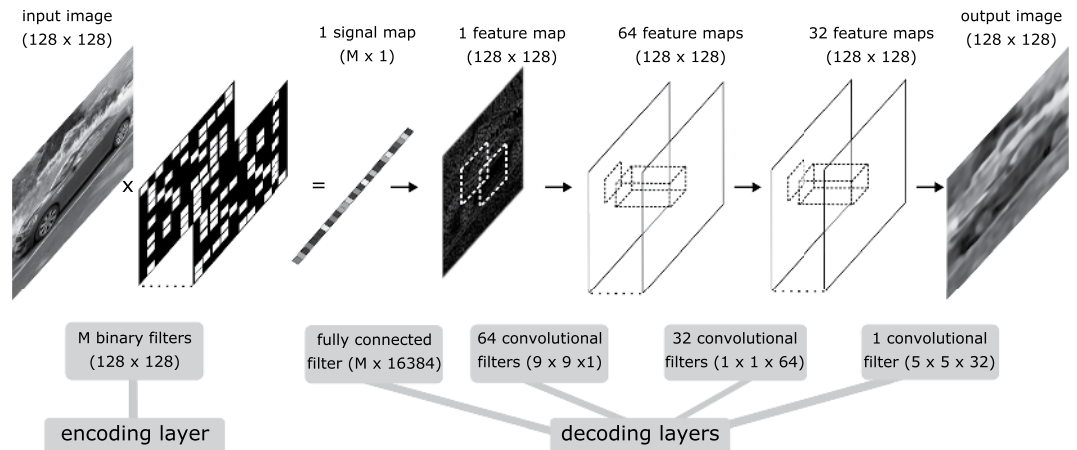 input image
(128 x 128)
1 signal map
(M x 1)
1 feature map
(128 x 128)
64 feature maps
(128 x 128)
32 feature maps
(128 x 128)
output image
(128 x 128)
x
=
M binary filters
(128 x 128)
fully connected
filter (M x 16384)
64 convolutional
filters (9 x 9 x1)
32 convolutional
filters (1 x 1 x 64)
1 convolutional
filter (5 x 5 x 32)
encoding layer
decoding layers